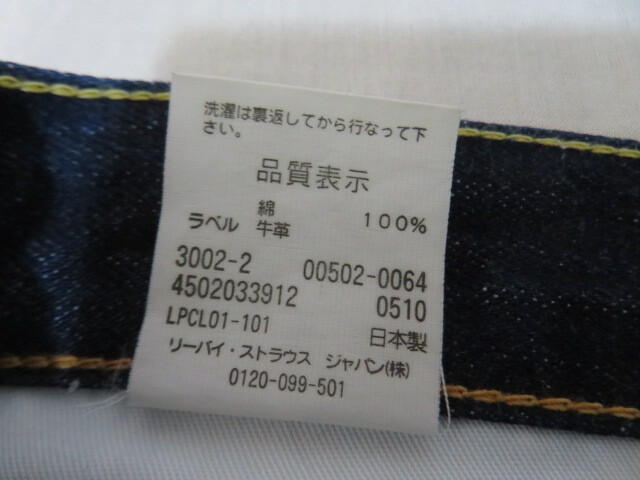 洗濯は裏返してから行なって下
さい。
品質表示
綿 100%
ラベル 牛革
3002-2 00502-0064
4502033912 0510
LPCL01-101 日本製
リーバイ・ストラウス ジャパン(株)
0120-099-501